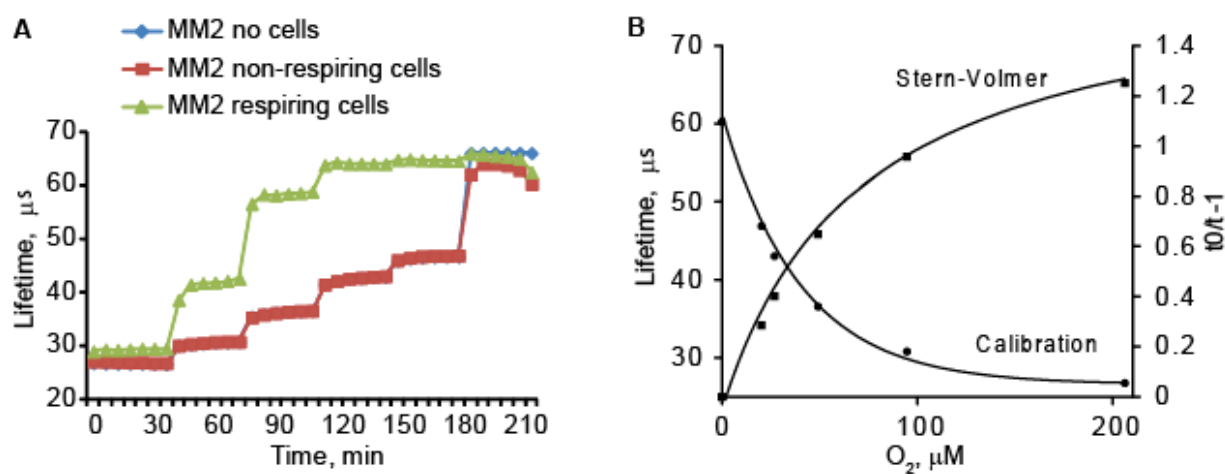 A
MM2 no cells
MM2 non-respiring cells
MM2 respiring cells
Lifetime, μs
70
60
50
40
30
20
0 30 60 90 120 150 180 210
Time, min
B
Lifetime, μs
70
60
50
40
30
Stern-Volmer
Calibration
1.4
1.2
1
0.8
0.6
0.4
0.2
0
t0/t -1
0 100 200
O₂, μM